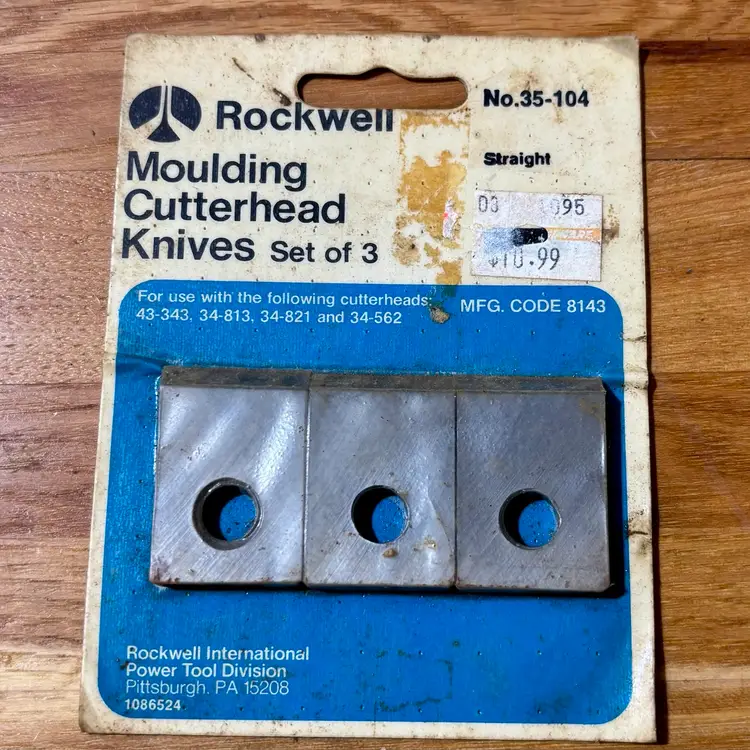 Rockwell
No.35-104
Moulding
Cutterhead
Knives Set of 3
Straight
03 095
$10.99
For use with the following cutterheads:
43-343, 34-813, 34-821 and 34-562
MFG. CODE 8143
Rockwell International
Power Tool Division
Pittsburgh, PA 15208
1086524